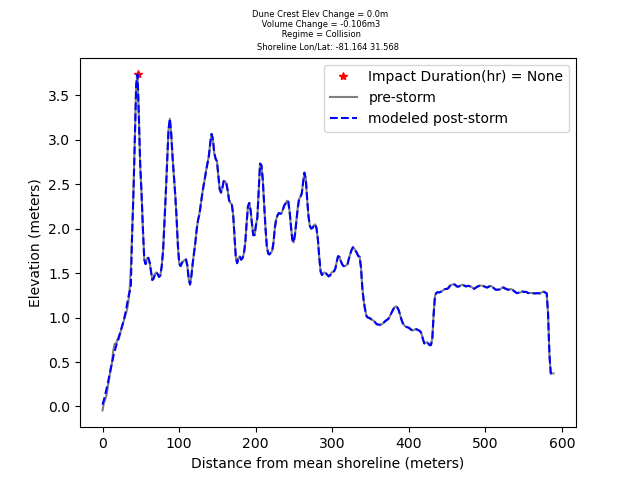 Dune Crest Elev Change = 0.0m
Volume Change = -0.106m3
Regime = Collision
Shoreline Lon/Lat: -81.164 31.568
Impact Duration(hr) = None
pre-storm
modeled post-storm
Elevation (meters)
3.5
3.0
2.5
2.0
1.5
1.0
0.5
0.0
0 100 200 300 400 500 600
Distance from mean shoreline (meters)